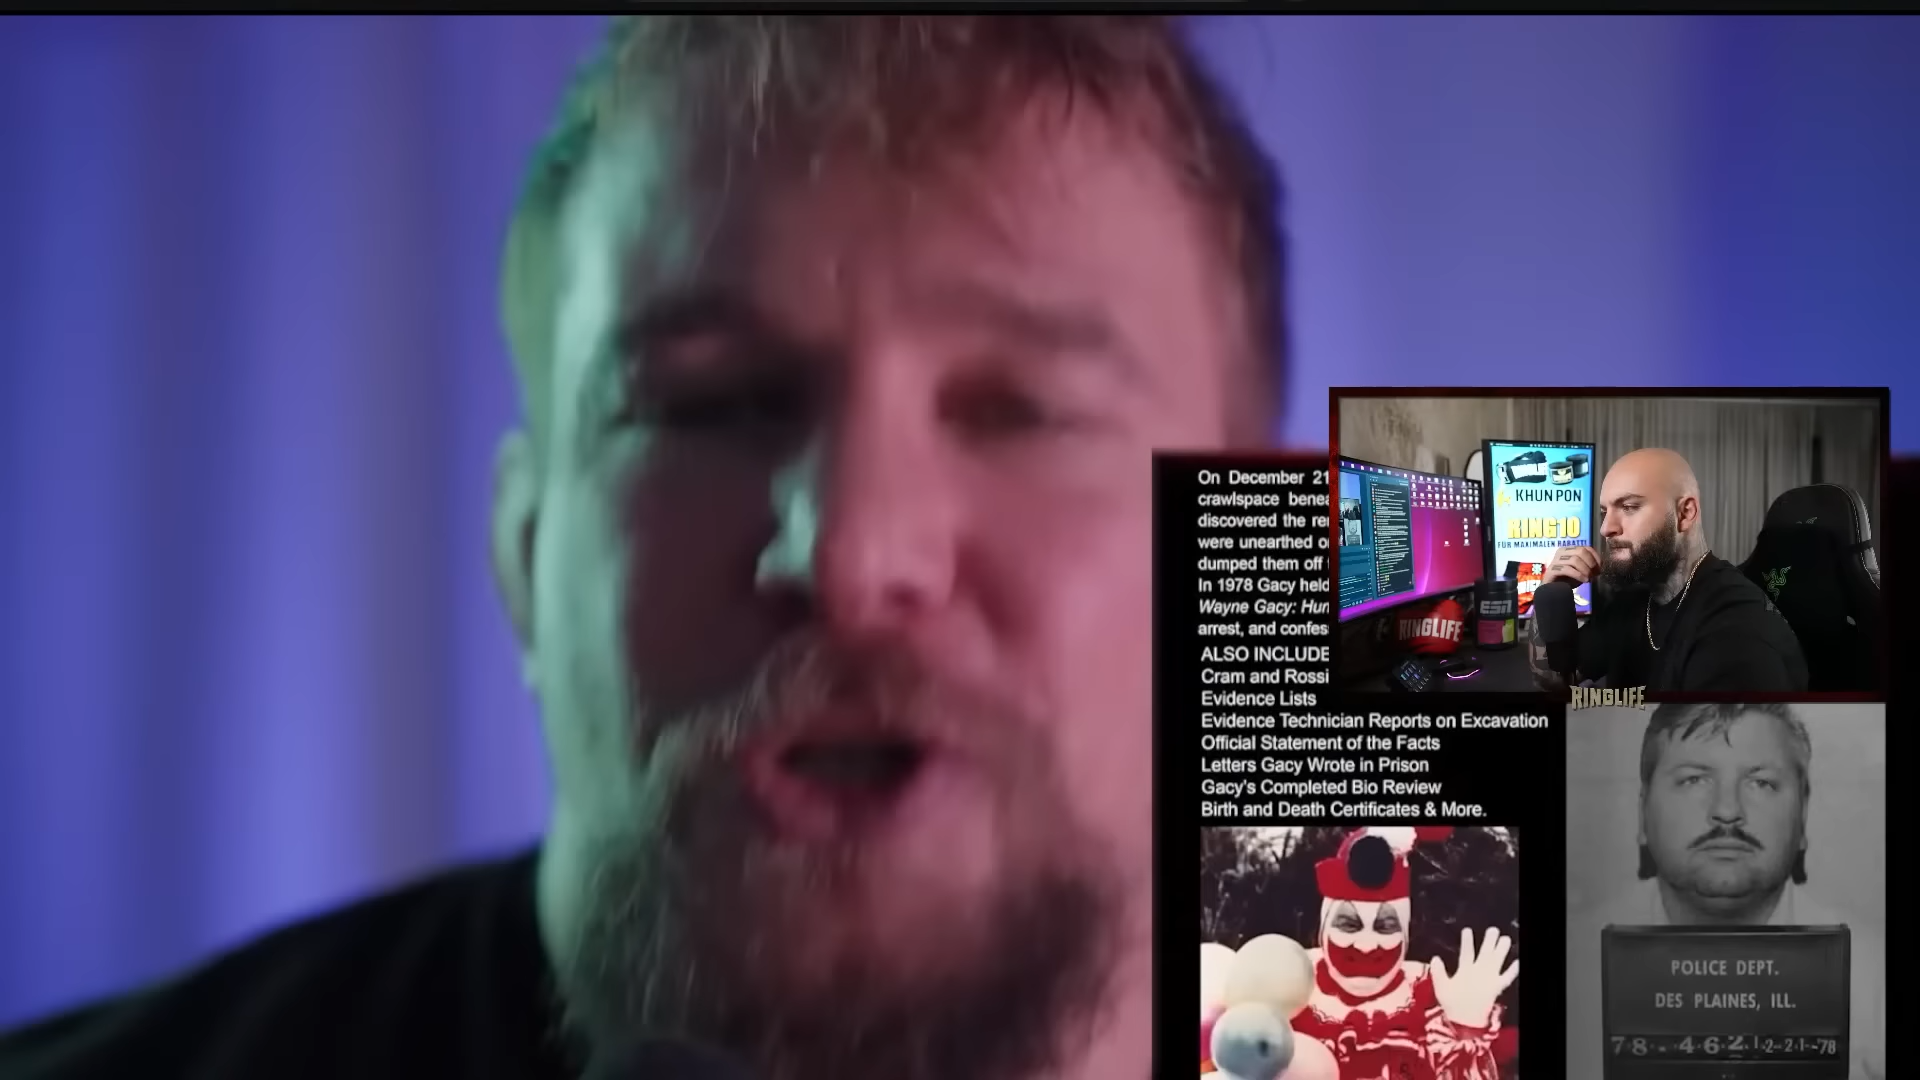 On December 21
crawlspace benea
discovered the re
were unearthed o
dumped them off
In 1978 Gacy held
Wayne Gacy: Hun
arrest, and confes
ALSO INCLUDE
Cram and Rossi
Evidence Lists
Evidence Technician Reports on Excavation
Official Statement of the Facts
Letters Gacy Wrote in Prison
Gacy's Completed Bio Review
Birth and Death Certificates & More.
KHUN PON
RING10
FÜR MAXIMALEN RABATT!
RINGLIFE
ESN
RINGLIFE
POLICE DEPT.
DES PLAINES, ILL.
78-462 12-21-'78